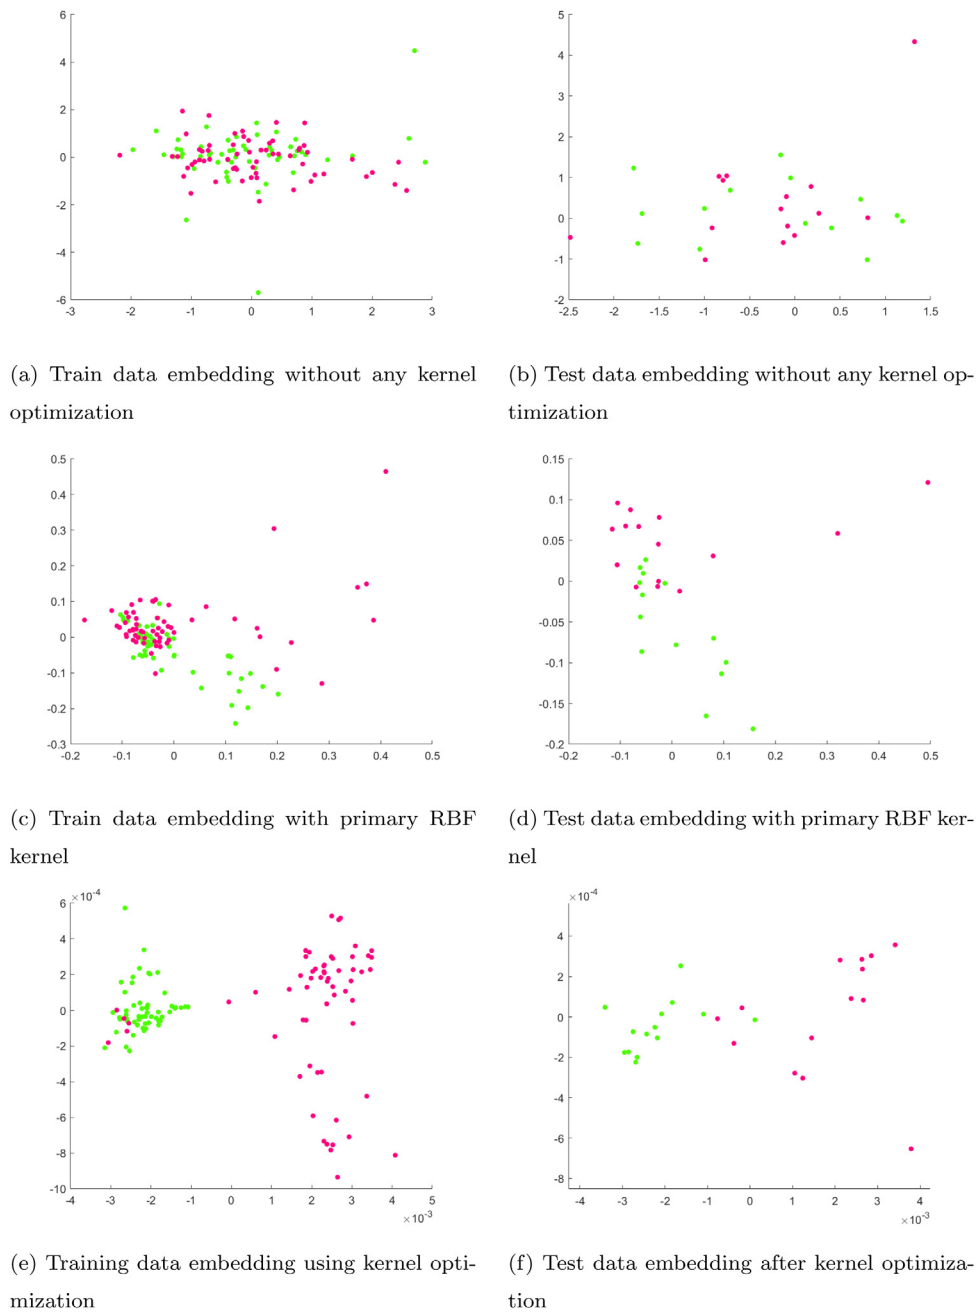 6
4
2
0
-2
-4
-6
-3 -2 -1 0 1 2 3
5
4
3
2
1
0
-1
-2
-2.5 -2 -1.5 -1 -0.5 0 0.5 1 1.5
(a) Train data embedding without any kernel
optimization
(b) Test data embedding without any kernel op-
timization
0.5
0.4
0.3
0.2
0.1
0
-0.1
-0.2
-0.3
-0.2 -0.1 0 0.1 0.2 0.3 0.4 0.5
0.15
0.1
0.05
0
-0.05
-0.1
-0.15
-0.2
-0.2 -0.1 0 0.1 0.2 0.3 0.4 0.5
(c) Train data embedding with primary RBF
kernel
(d) Test data embedding with primary RBF ker-
nel
×10⁻⁴
6
4
2
0
-2
-4
-6
-8
-10
-4 -3 -2 -1 0 1 2 3 4 5
×10⁻³
×10⁻⁴
4
2
0
-2
-4
-6
-8
-4 -3 -2 -1 0 1 2 3 4
×10⁻³
(e) Training data embedding using kernel opti-
mization
(f) Test data embedding after kernel optimiza-
tion